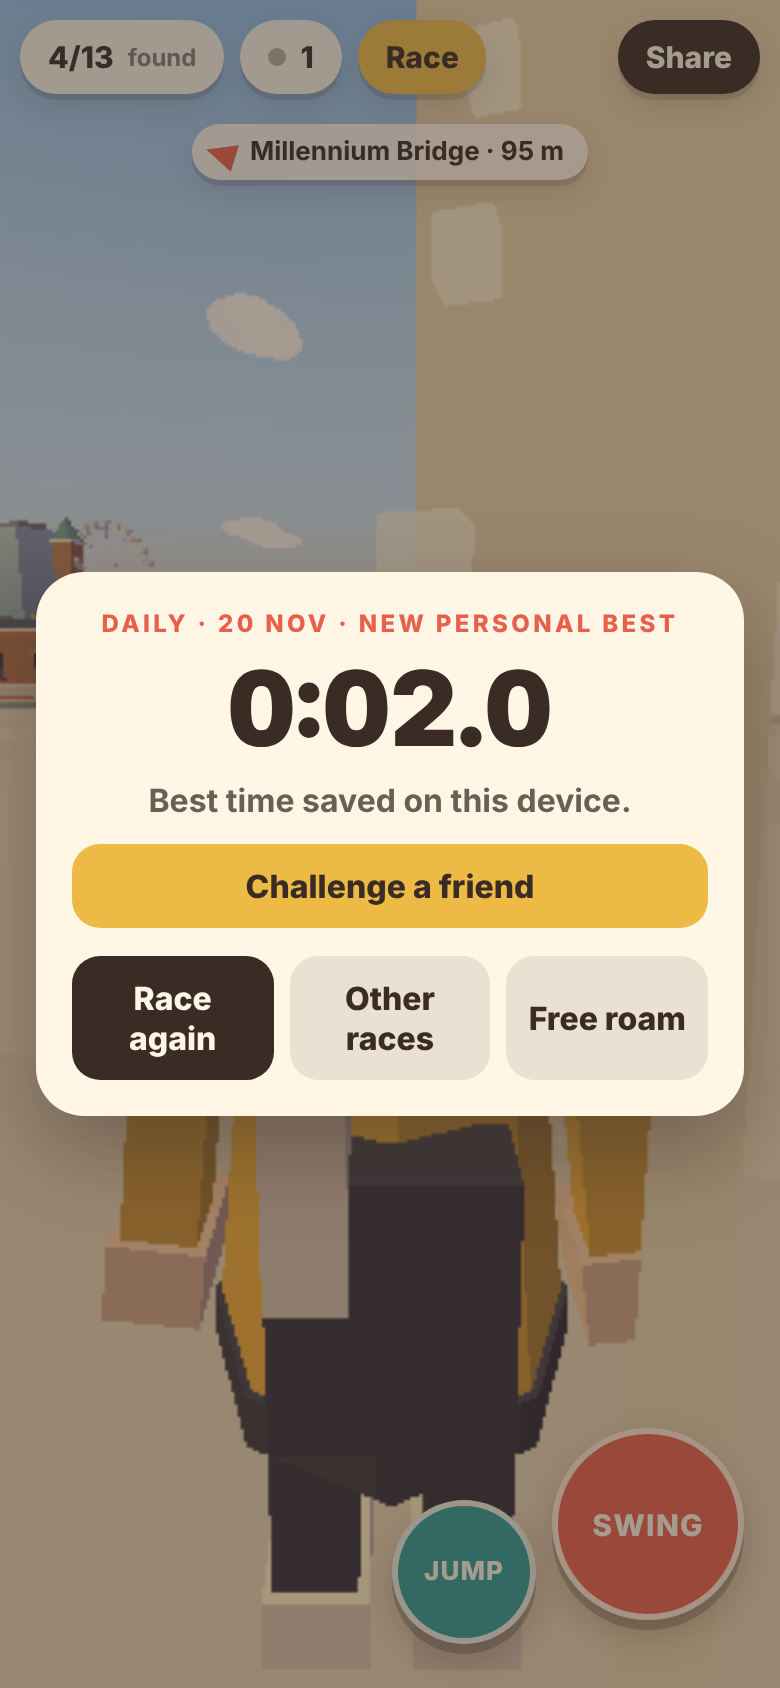 4/13 found
1
Race
Share
Millennium Bridge · 95 m
DAILY · 20 NOV · NEW PERSONAL BEST
0:02.0
Best time saved on this device.
Challenge a friend
Race again
Other races
Free roam
SWING
JUMP